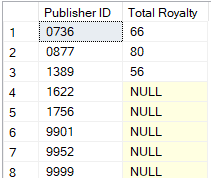 Publisher ID Total Royalty
1 0736 66
2 0877 80
3 1389 56
4 1622 NULL
5 1756 NULL
6 9901 NULL
7 9952 NULL
8 9999 NULL